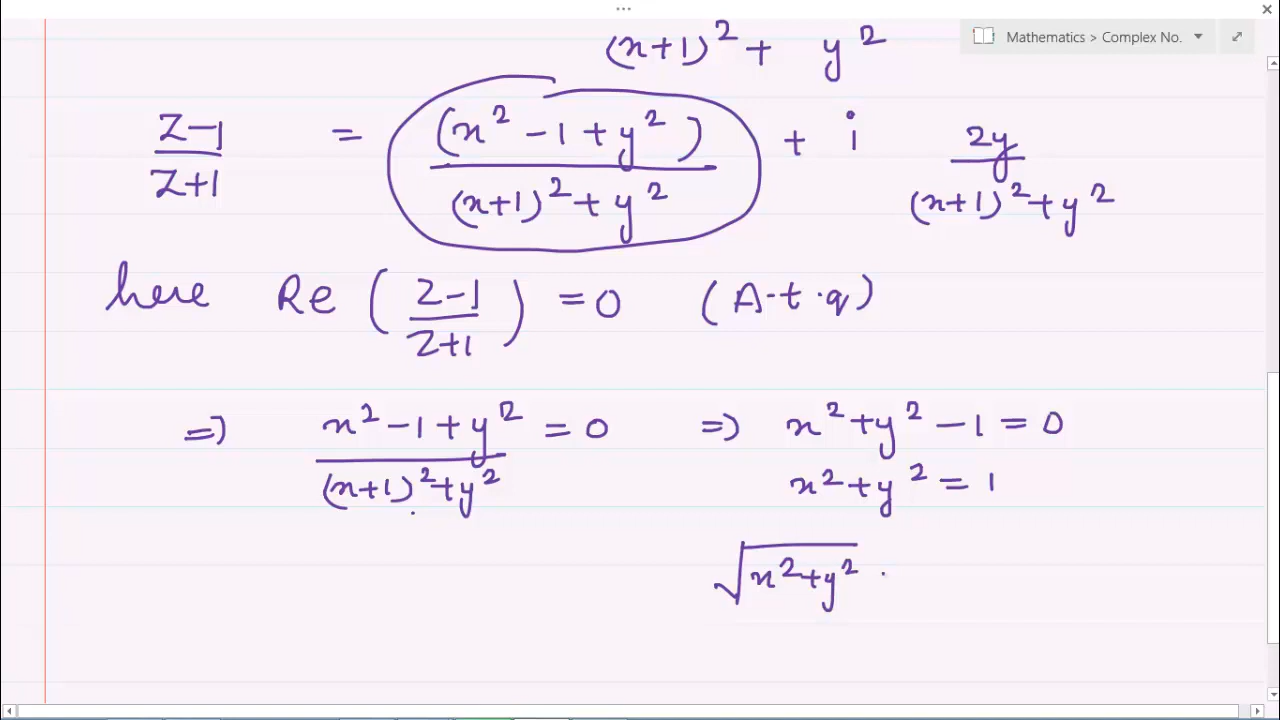 ...
Mathematics > Complex No.
(x+1)² + y²
z-1/z+1 = (x² - 1 + y²)/(x+1)² + y² + i 2y/(x+1)² + y²
here Re (z-1/z+1) = 0 (A.t.q)
=> x² - 1 + y²/(x+1)² + y² = 0 => x² + y² - 1 = 0
x² + y² = 1
√x² + y²